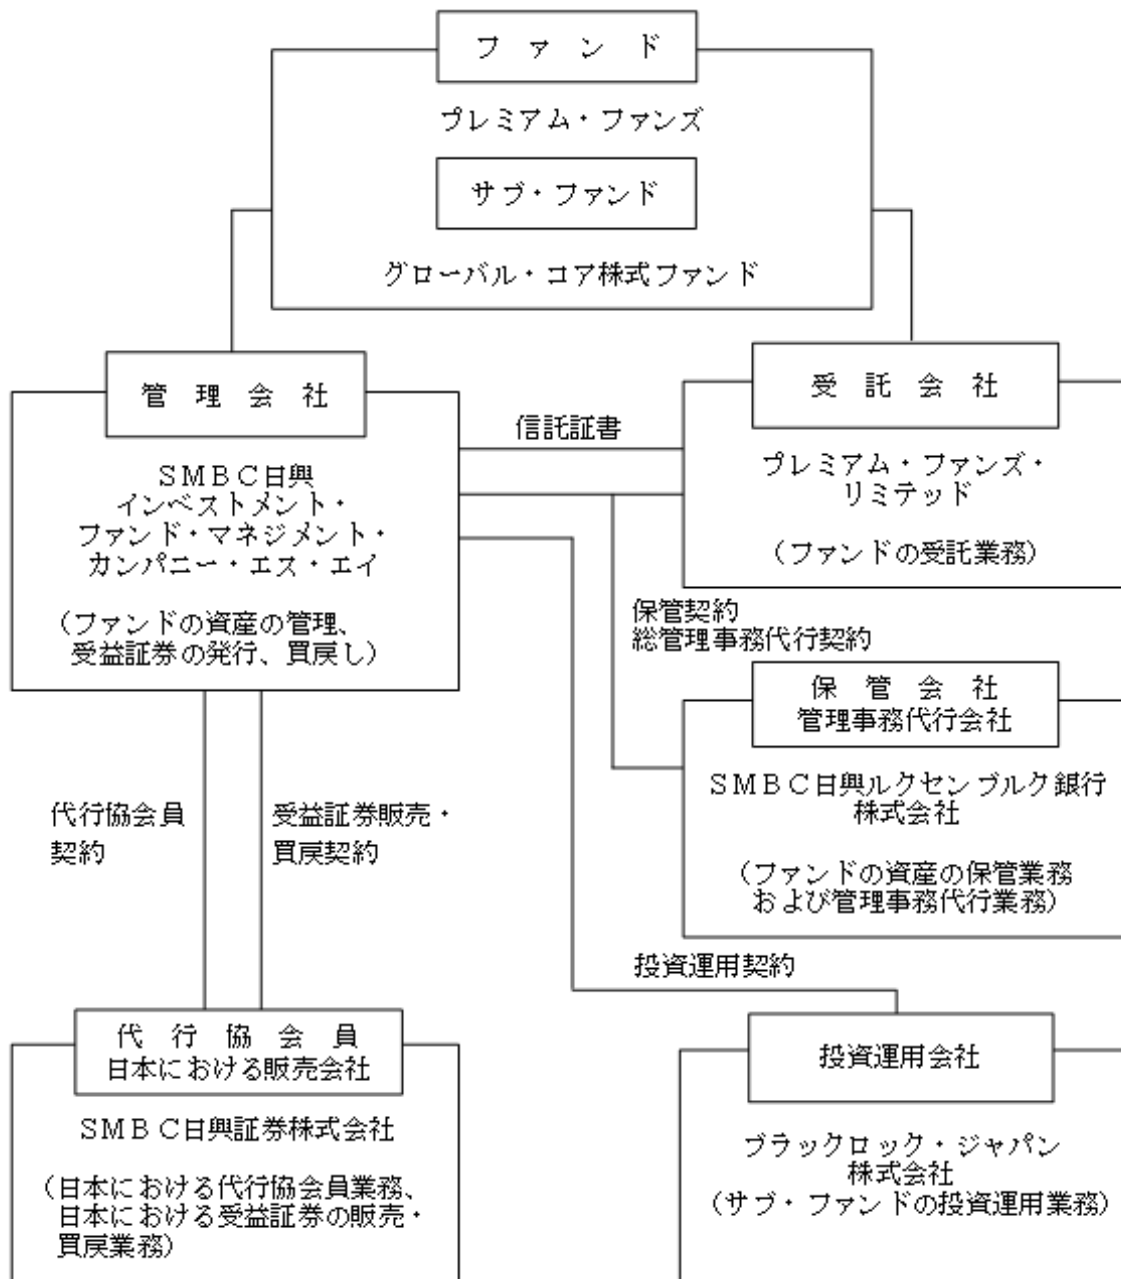 ファンド
プレミアム・ファンズ
サブ・ファンド
グローバル・コア株式ファンド
管理会社
SMBC日興
インベストメント・
ファンド・マネジメント・
カンパニー・エス・エイ
(ファンドの資産の管理、
受益証券の発行、買戻し)
信託証書
受託会社
プレミアム・ファンズ・
リミテッド
(ファンドの受託業務)
保管契約
総管理事務代行契約
保管会社
管理事務代行会社
SMBC日興ルクセンブルク銀行
株式会社
(ファンドの資産の保管業務
および管理事務代行業務)
代行協会員
契約
受益証券販売・
買戻契約
投資運用契約
代行協会員
日本における販売会社
SMBC日興証券株式会社
(日本における代行協会員業務、
日本における受益証券の販売・
買戻業務)
投資運用会社
ブラックロック・ジャパン
株式会社
(サブ・ファンドの投資運用業務)